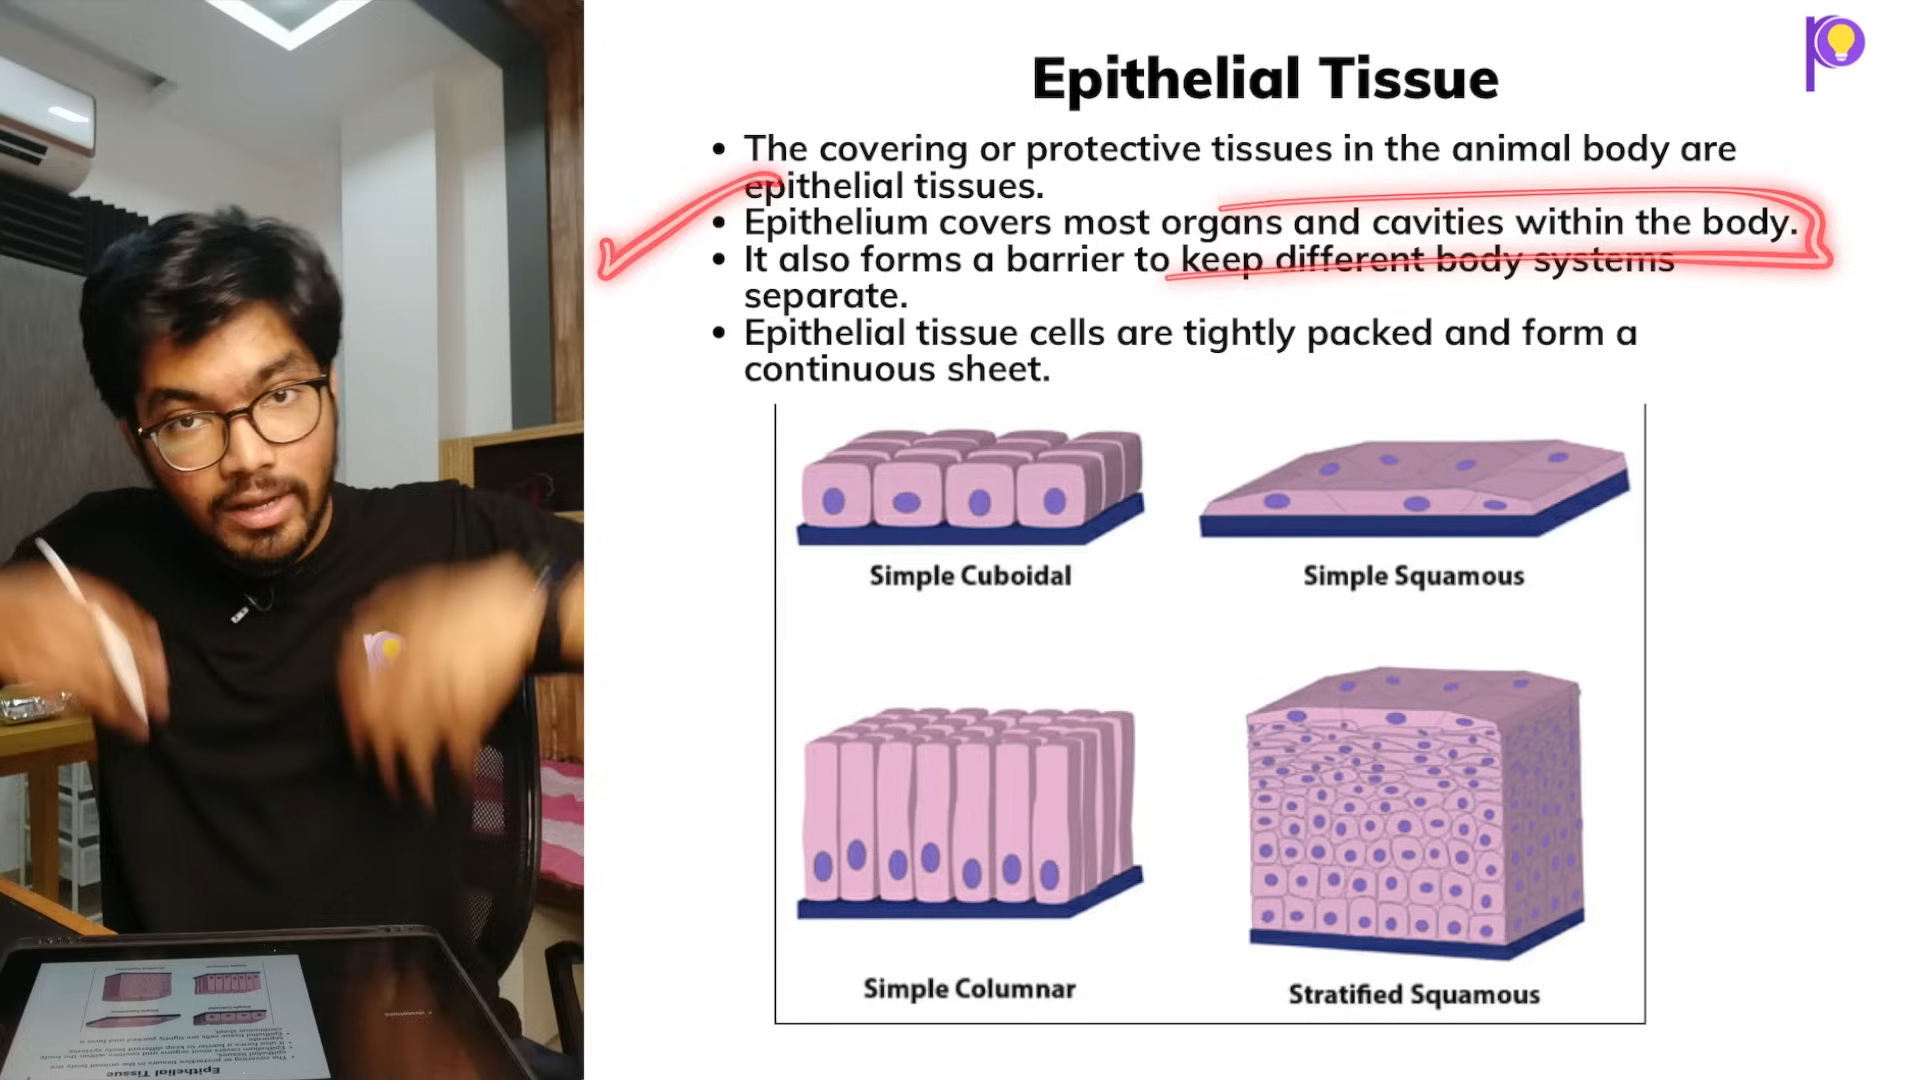 Epithelial Tissue
• The covering or protective tissues in the animal body are
epithelial tissues.
• Epithelium covers most organs and cavities within the body.
• It also forms a barrier to keep different body systems
separate.
• Epithelial tissue cells are tightly packed and form a
continuous sheet.
Simple Cuboidal
Simple Squamous
Simple Columnar
Stratified Squamous